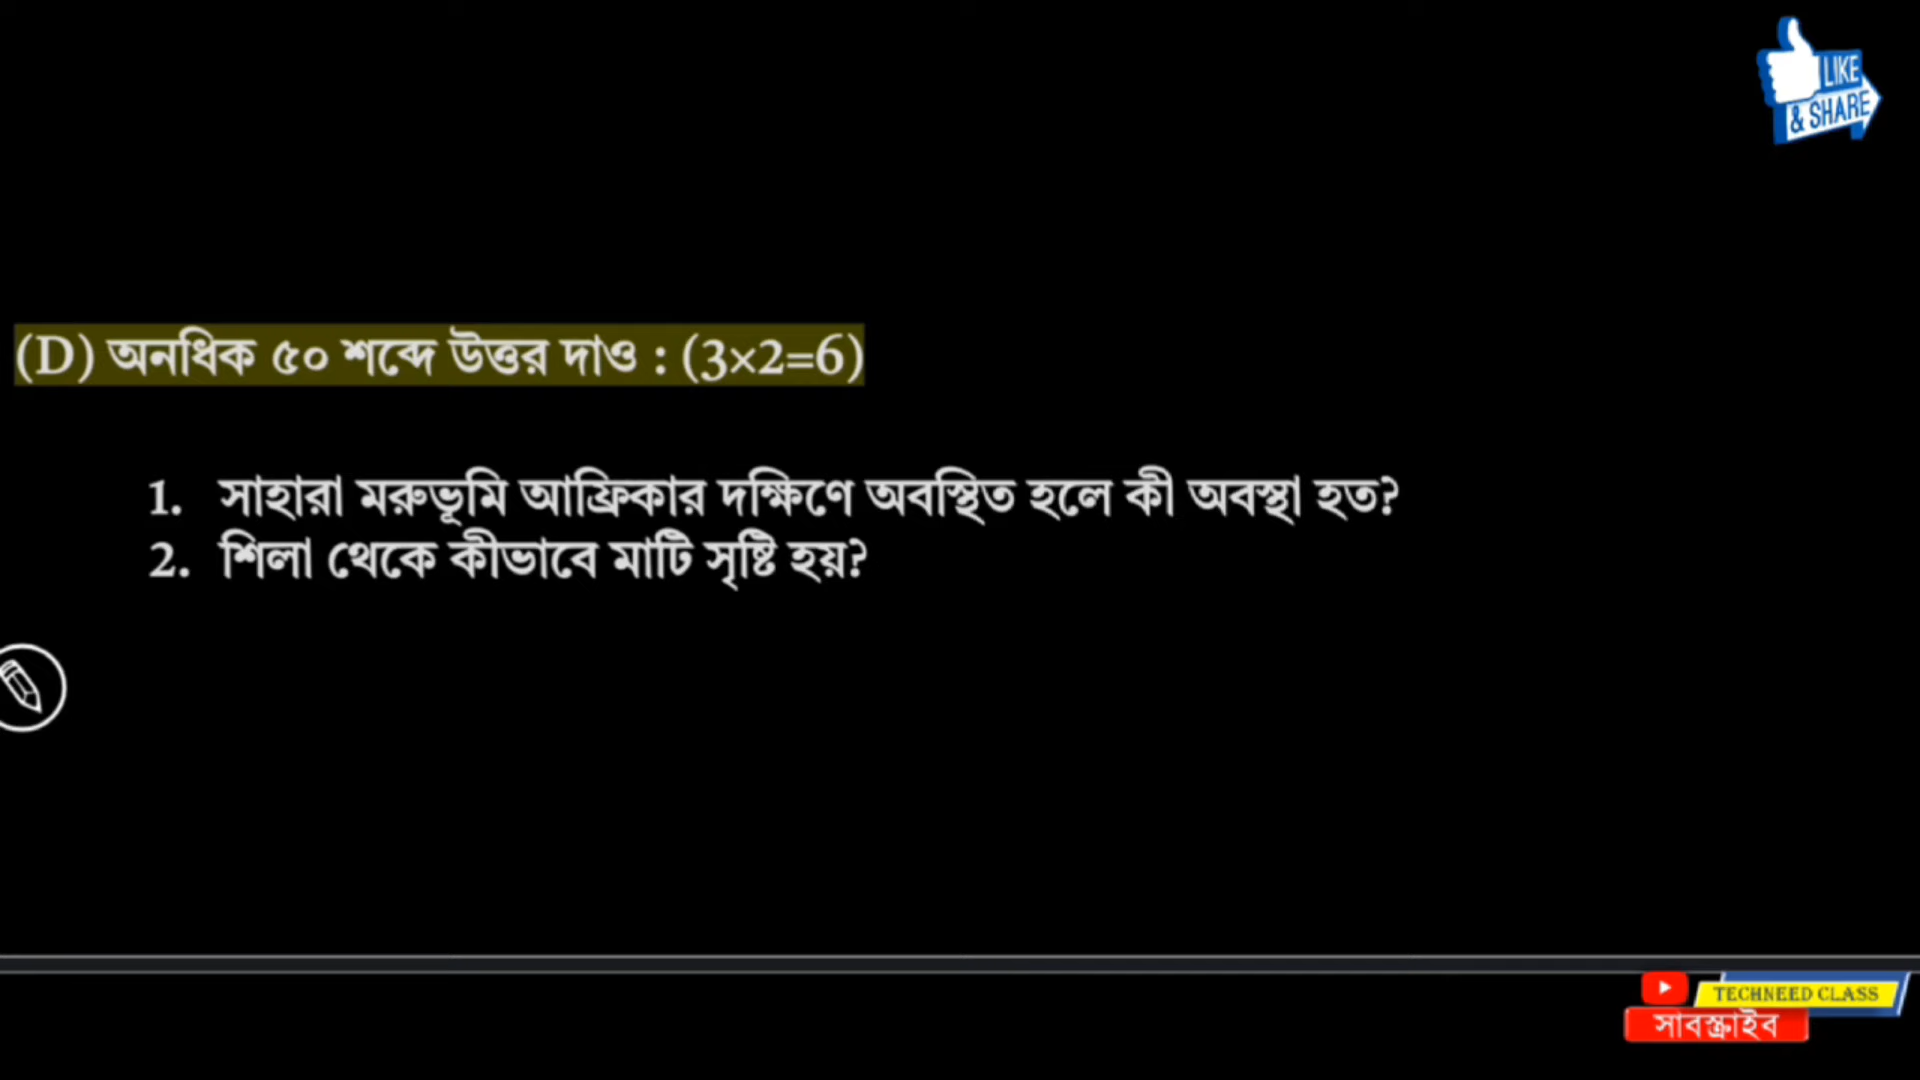 LIKE
& SHARE
(D) অনধিক ৫০ শব্দে উত্তর দাও : (3×2=6)
1. সাহারা মরুভূমি আফ্রিকার দক্ষিণে অবস্থিত হলে কী অবস্থা হত?
2. শিলা থেকে কীভাবে মাটি সৃষ্টি হয়?
TECHNEED CLASS
সাবস্ক্রাইব